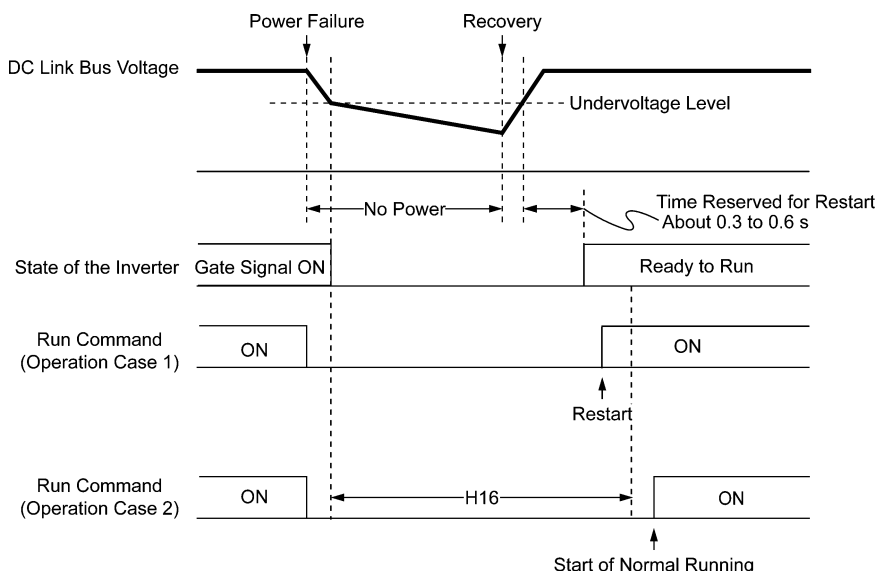 Power Failure
Recovery
DC Link Bus Voltage
Undervoltage Level
No Power
Time Reserved for Restart
About 0.3 to 0.6 s
State of the Inverter
Gate Signal ON
Ready to Run
Run Command
(Operation Case 1)
ON
ON
Restart
Run Command
(Operation Case 2)
ON
H16
ON
Start of Normal Running